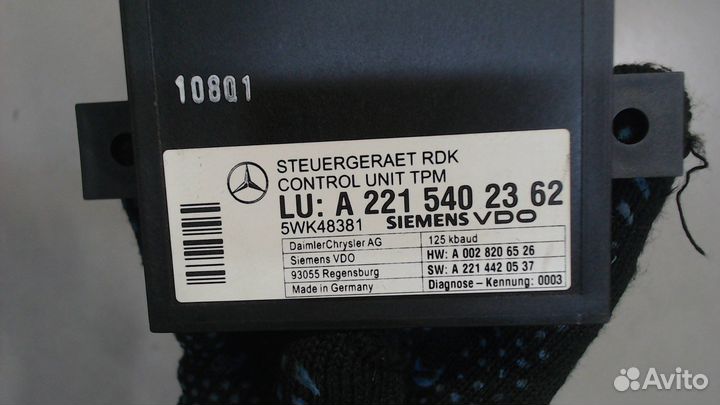 10801
STEUERGERAET RDK
CONTROL UNIT TPM
LU: A 221 540 23 62
5WK48381 SIEMENS VDO
DaimlerChrysler AG 125 kbaud
Siemens VDO HW: A 002 820 65 26
93055 Regensburg SW: A 221 442 05 37
Made in Germany Diagnose - Kennung: 0003
Avito